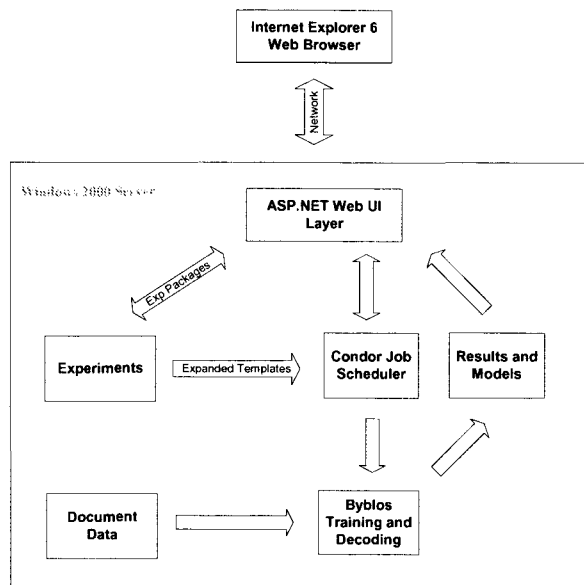 Internet Explorer 6
Web Browser
Network
Windows 2000 Server
ASP.NET Web UI
Layer
Exp Packages
Experiments
Expanded Templates
Condor Job
Scheduler
Results and
Models
Document
Data
Byblos
Training and
Decoding